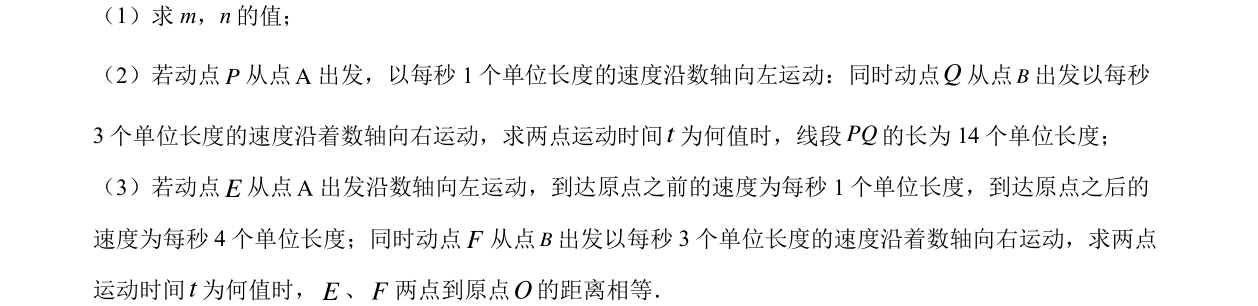 （1）求 m，n 的值；
（2）若动点 P 从点 A 出发，以每秒 1 个单位长度的速度沿数轴向左运动：同时动点 Q 从点 B 出发以每秒
3 个单位长度的速度沿着数轴向右运动，求两点运动时间 t 为何值时，线段 PQ 的长为 14 个单位长度；
（3）若动点 E 从点 A 出发沿数轴向左运动，到达原点之前的速度为每秒 1 个单位长度，到达原点之后的
速度为每秒 4 个单位长度；同时动点 F 从点 B 出发以每秒 3 个单位长度的速度沿着数轴向右运动，求两点
运动时间 t 为何值时， E 、 F 两点到原点 O 的距离相等．